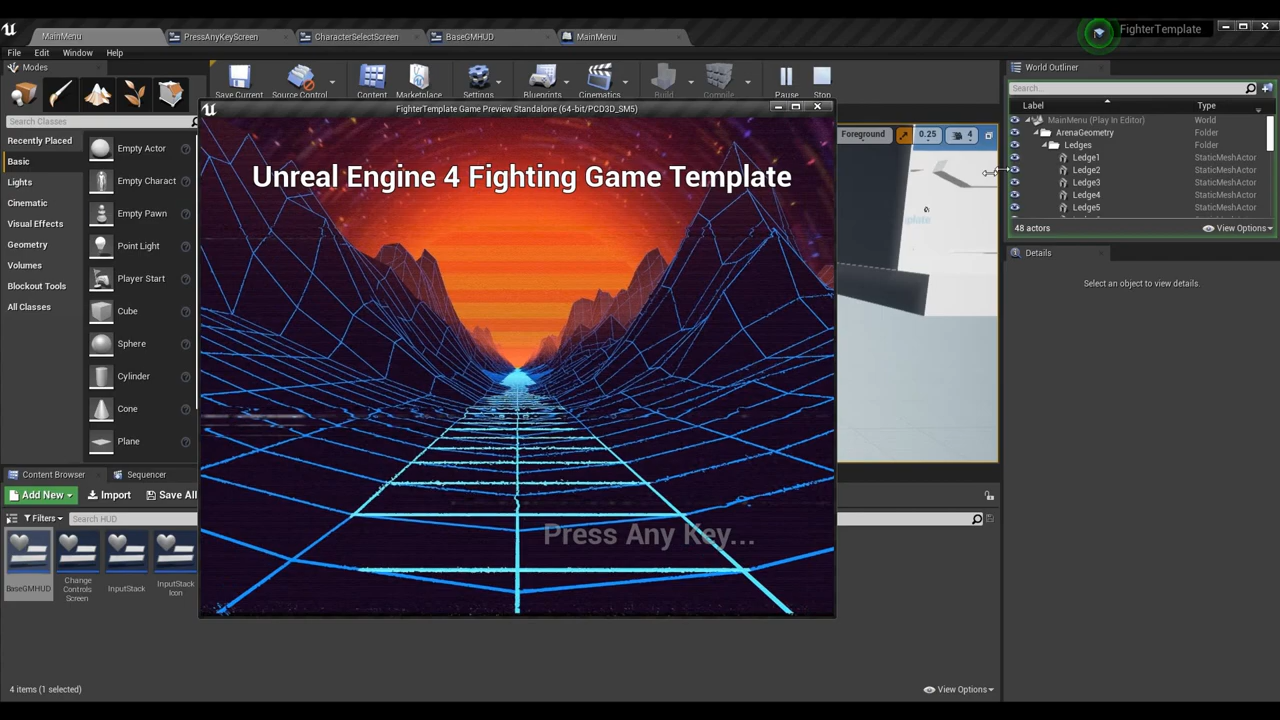 MainMenu
PressAnyKeyScreen
CharacterSelectScreen
BaseGMHUD
MainMenu
FighterTemplate
File Edit Window Help
Modes
Save Current
Source Control
Content
Marketplace
Settings
Blueprints
Cinematics
Build
Compile
Pause
Stop
World Outliner
Search...
Label
Type
MainMenu (Play In Editor) World
ArenaGeometry Folder
Ledges Folder
Ledge1 StaticMeshActor
Ledge2 StaticMeshActor
Ledge3 StaticMeshActor
Ledge4 StaticMeshActor
Ledge5 StaticMeshActor
48 actors
View Options
Details
Select an object to view details.
Search Classes
Recently Placed
Basic
Lights
Cinematic
Visual Effects
Geometry
Volumes
Blockout Tools
All Classes
Empty Actor
Empty Charact
Empty Pawn
Point Light
Player Start
Cube
Sphere
Cylinder
Cone
Plane
FighterTemplate Game Preview Standalone (64-bit/PCD3D_SM5)
Unreal Engine 4 Fighting Game Template
Press Any Key...
Foreground
0.25
4
Content Browser
Sequencer
Add New
Import
Save All
Filters
Search HUD
BaseGMHUD
Change
Controls
Screen
InputStack
InputStack
Icon
4 items (1 selected)
View Options